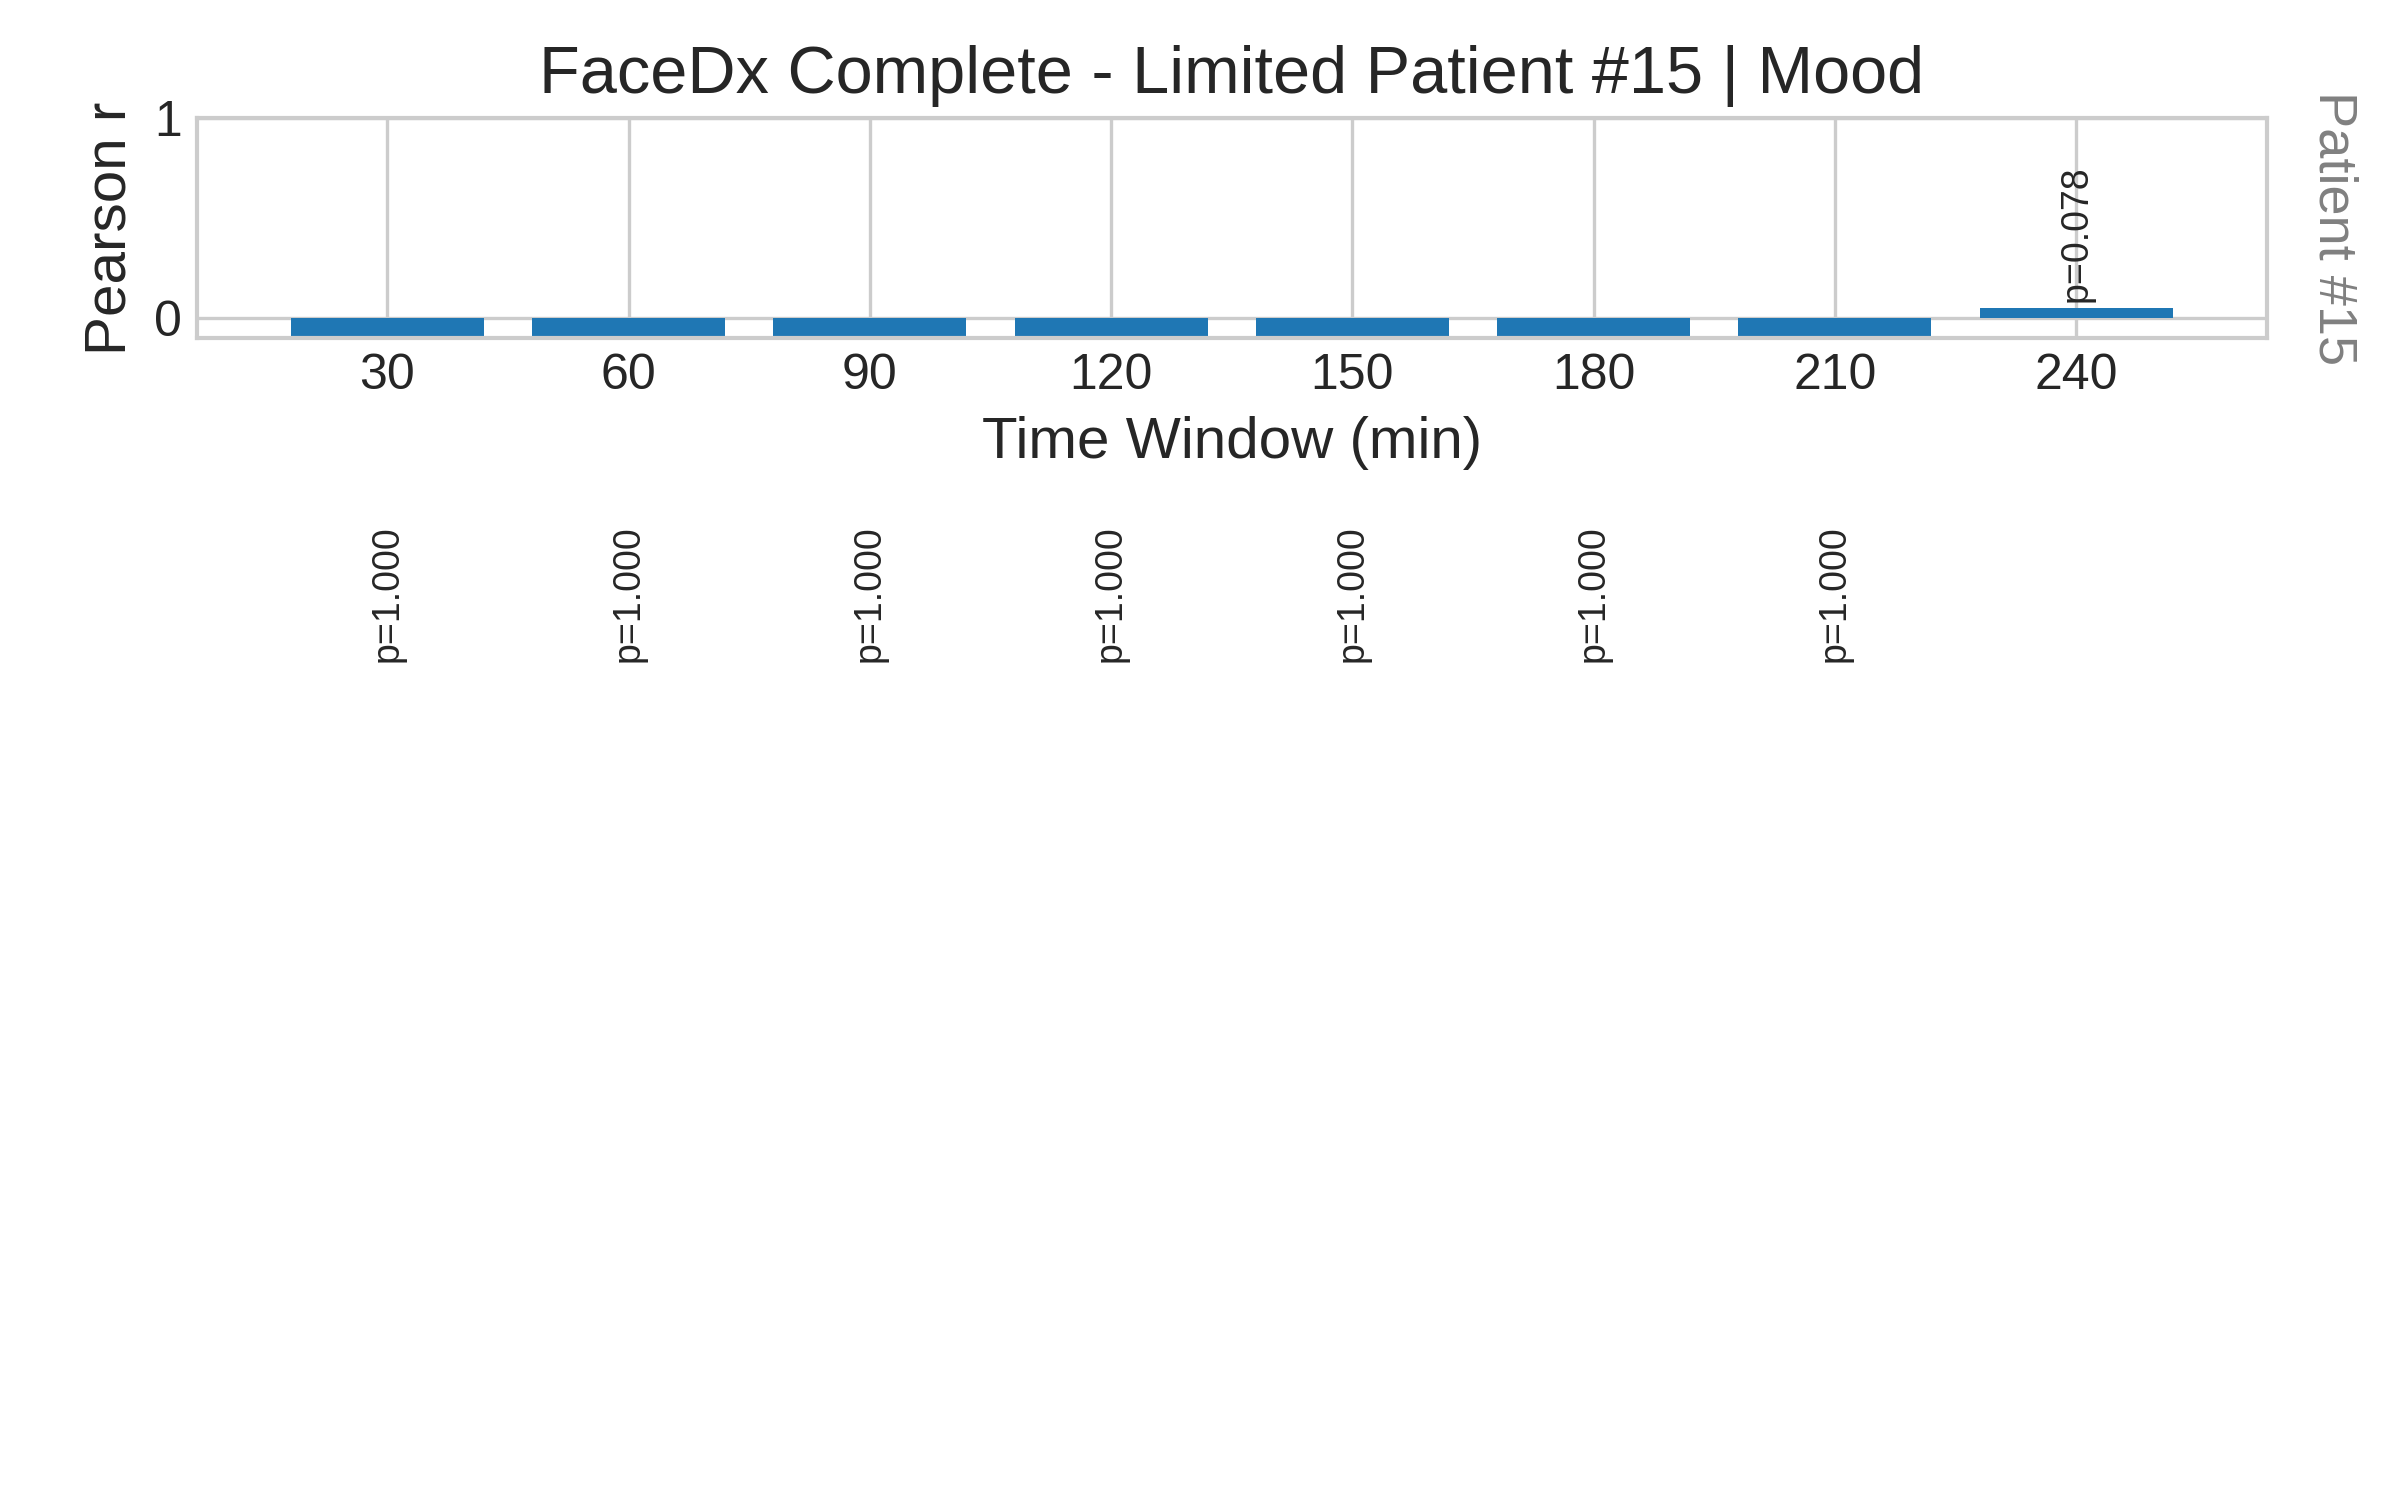 FaceDx Complete - Limited Patient #15 | Mood
Pearson r
1
0
p=0.078
Patient #15
30 60 90 120 150 180 210 240
Time Window (min)
p=1.000 p=1.000 p=1.000 p=1.000 p=1.000 p=1.000 p=1.000